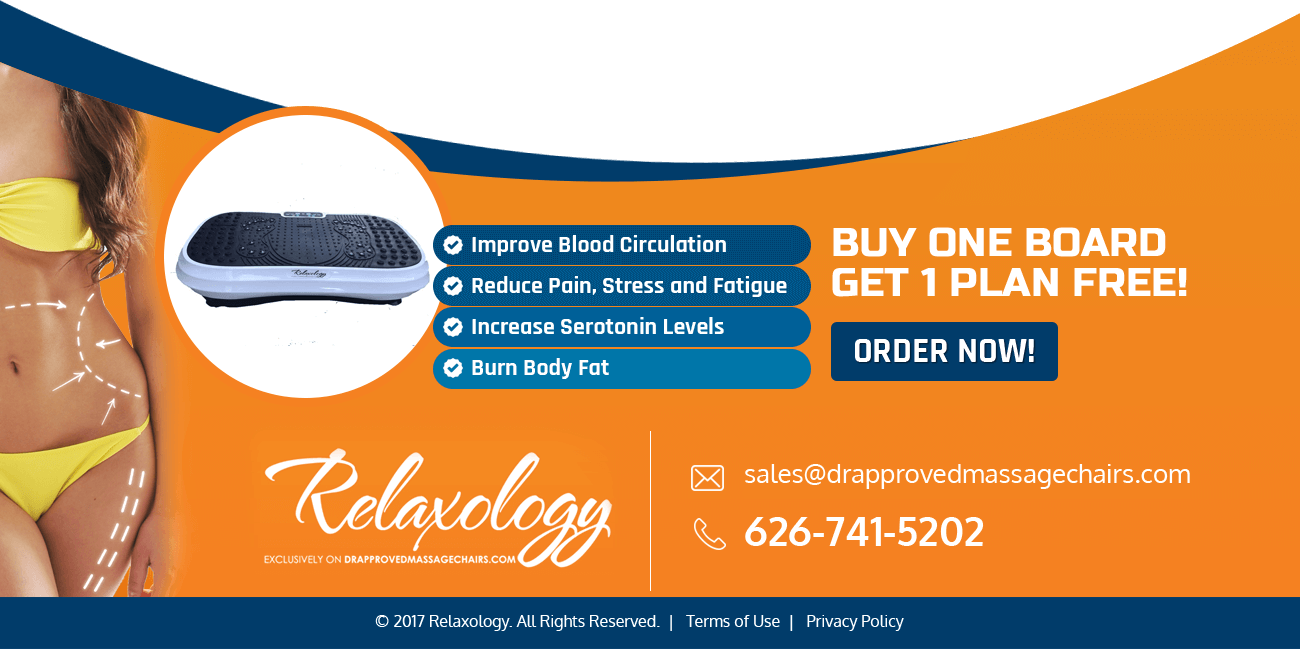 Relaxology
Improve Blood Circulation
Reduce Pain, Stress and Fatigue
Increase Serotonin Levels
Burn Body Fat
BUY ONE BOARD
GET 1 PLAN FREE!
ORDER NOW!
Relaxology
EXCLUSIVELY ON DRAPPROVEDMASSAGECHAIRS.COM
sales@drapprovedmassagechairs.com
626-741-5202
© 2017 Relaxology. All Rights Reserved. | Terms of Use | Privacy Policy